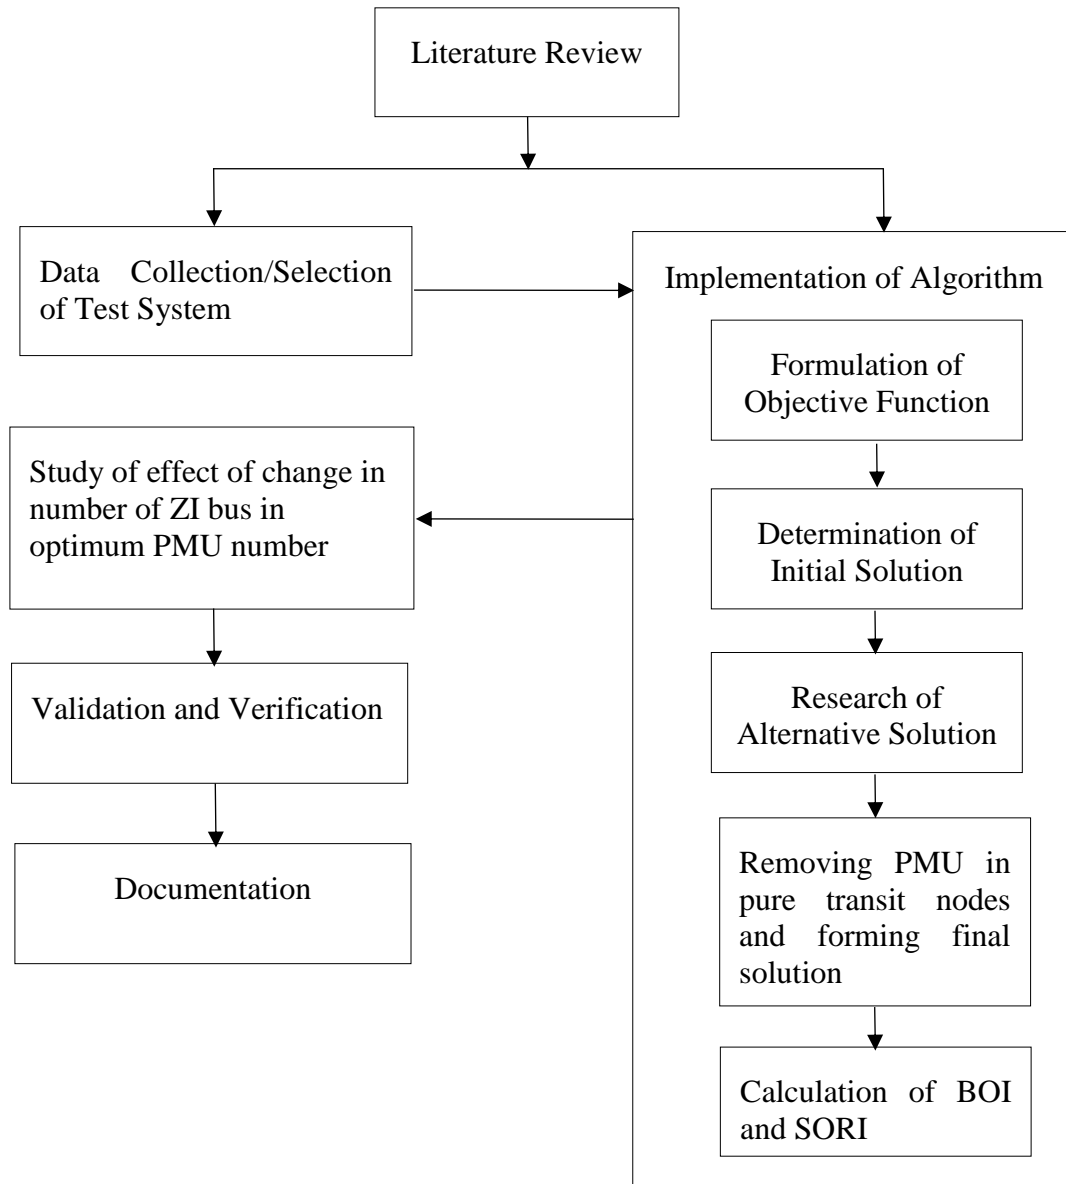 Literature Review
Data Collection/Selection
of Test System
Implementation of Algorithm
Formulation of
Objective Function
Determination of
Initial Solution
Research of
Alternative Solution
Removing PMU in
pure transit nodes
and forming final
solution
Calculation of BOI
and SORI
Study of effect of change in
number of ZI bus in
optimum PMU number
Validation and Verification
Documentation